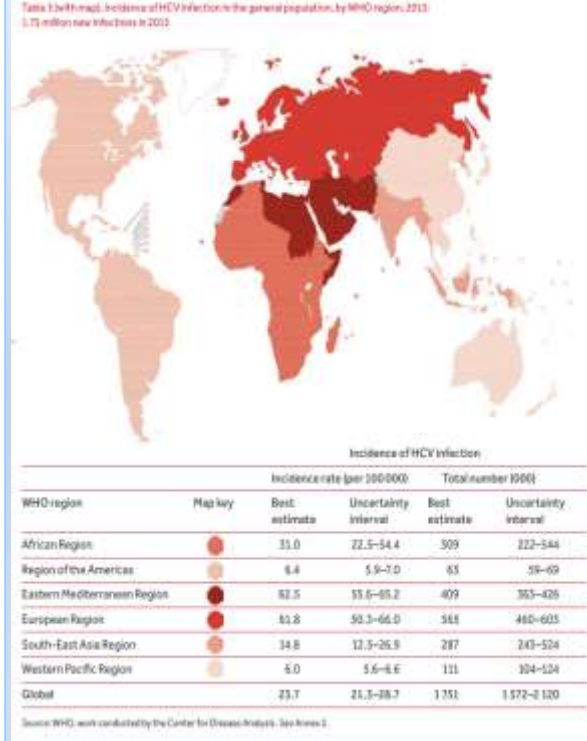 Table 3 (with map). Incidence of HCV infection in the general population, by WHO region, 2015:
1.75 million new infections in 2015
Incidence of HCV infection
Incidence rate (per 100 000) Total number (000)
WHO region Map key Best estimate Uncertainty interval Best estimate Uncertainty interval
African Region 31.0 22.5–54.4 309 222–544
Region of the Americas 6.4 5.9–7.0 63 59–69
Eastern Mediterranean Region 62.5 55.6–65.2 409 363–426
European Region 61.8 50.3–66.0 565 460–603
South-East Asia Region 14.8 12.5–26.9 287 243–524
Western Pacific Region 6.0 5.6–6.6 111 104–124
Global 23.7 21.3–28.7 1 751 1 572–2 120
Source: WHO, work conducted by the Center for Disease Analysis. See Annex 2.